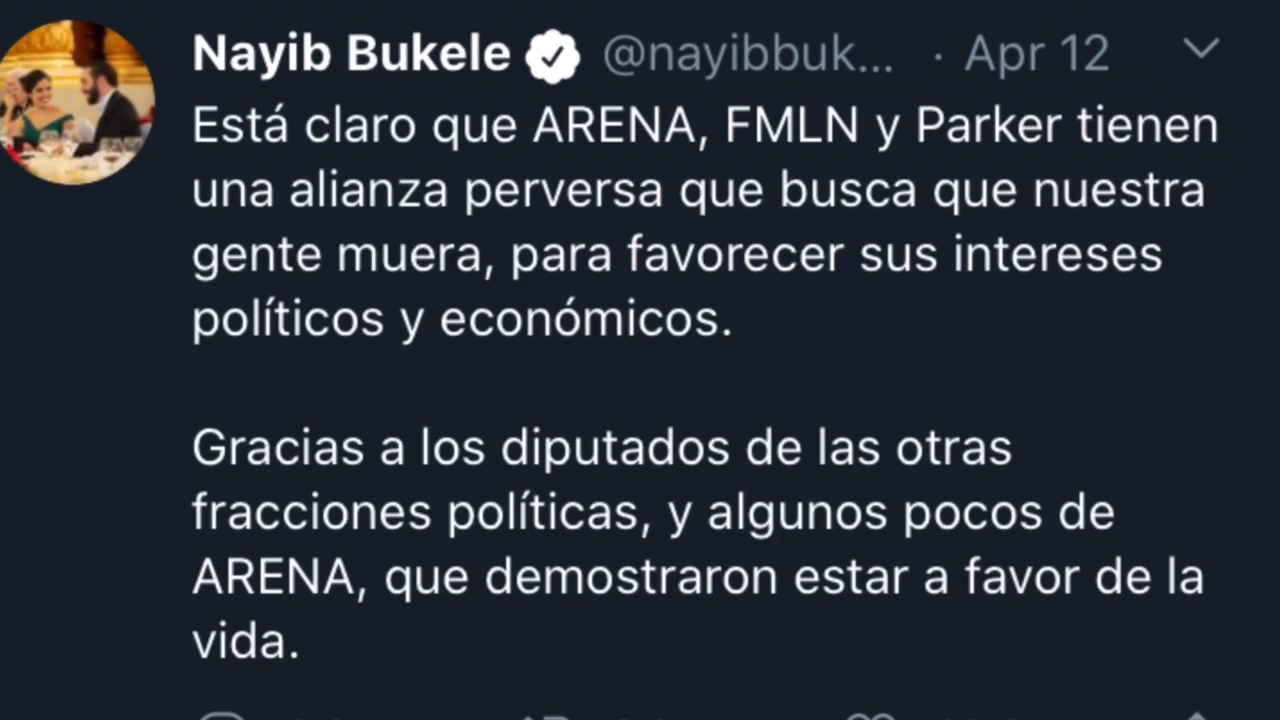 Nayib Bukele @nayibbuk... · Apr 12
Está claro que ARENA, FMLN y Parker tienen
una alianza perversa que busca que nuestra
gente muera, para favorecer sus intereses
políticos y económicos.
Gracias a los diputados de las otras
fracciones políticas, y algunos pocos de
ARENA, que demostraron estar a favor de la
vida.